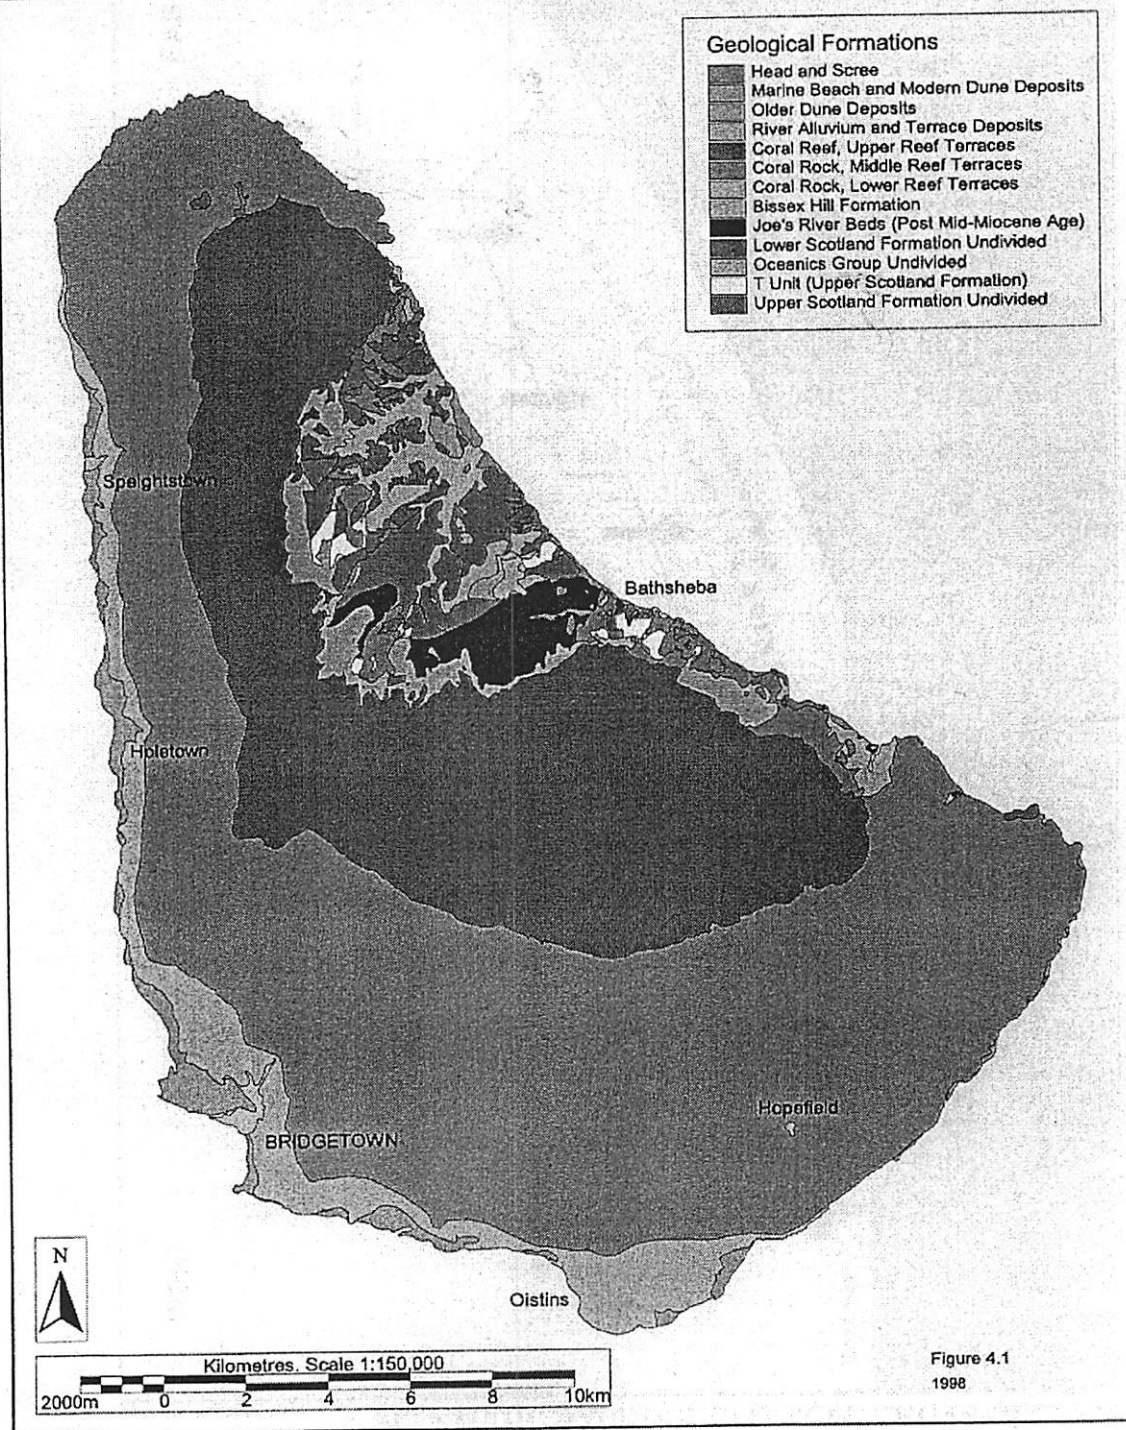 Geological Formations
Head and Scree
Marine Beach and Modern Dune Deposits
Older Dune Deposits
River Alluvium and Terrace Deposits
Coral Reef, Upper Reef Terraces
Coral Rock, Middle Reef Terraces
Coral Rock, Lower Reef Terraces
Bissex Hill Formation
Joe's River Beds (Post Mid-Miocene Age)
Lower Scotland Formation Undivided
Oceanics Group Undivided
T Unit (Upper Scotland Formation)
Upper Scotland Formation Undivided
Speightstown
Bathsheba
Holetown
Hopefield
BRIDGETOWN
Oistins
N
Kilometres. Scale 1:150,000
2000m 0 2 4 6 8 10km
Figure 4.1
1998